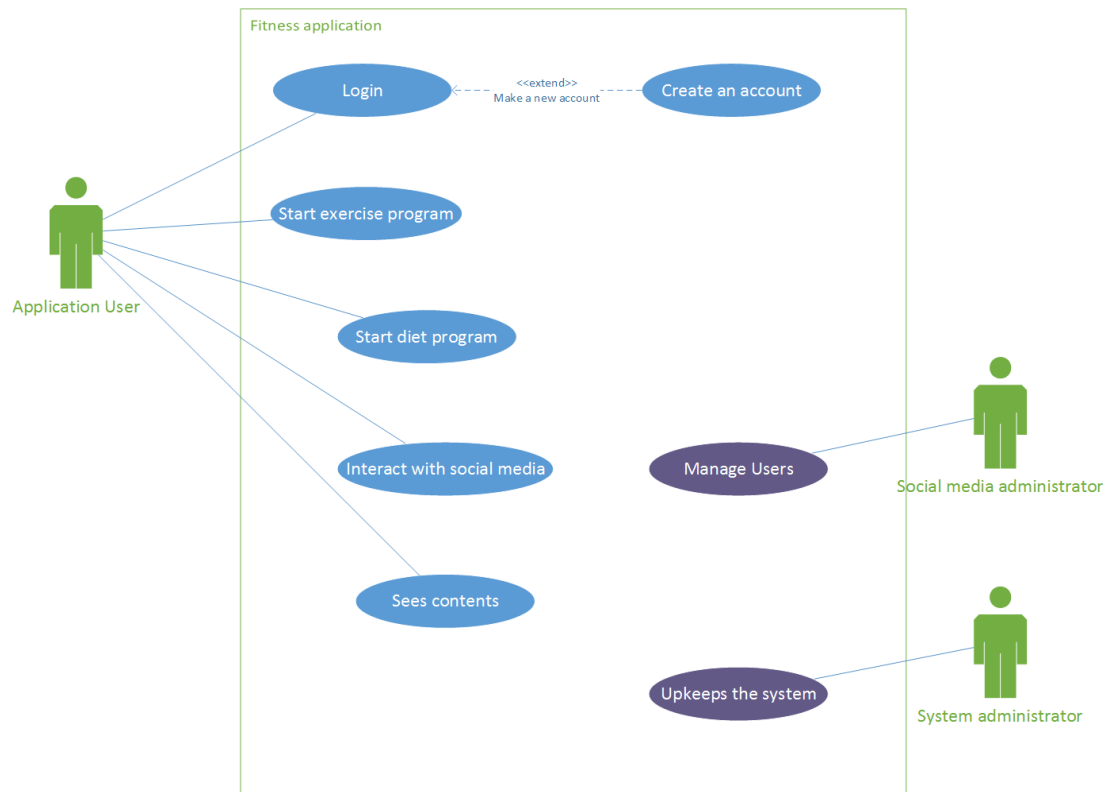 Fitness application
Login
<<extend>>
Make a new account
Create an account
Start exercise program
Application User
Start diet program
Interact with social media
Manage Users
Social media administrator
Sees contents
Upkeeps the system
System administrator